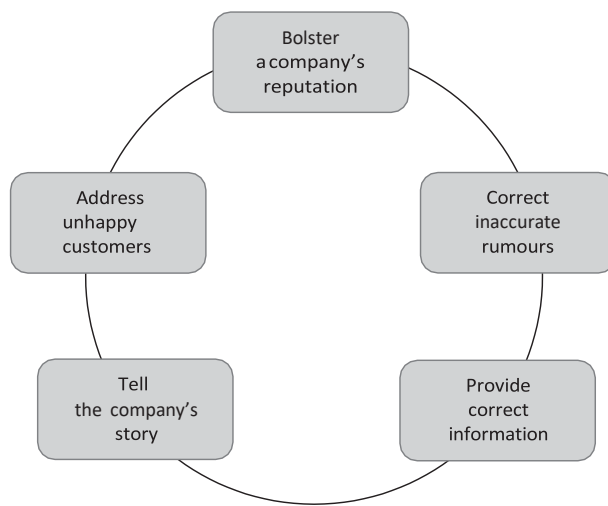 Bolster
a company's
reputation
Correct
inaccurate
rumours
Provide
correct
information
Tell
the company's
story
Address
unhappy
customers